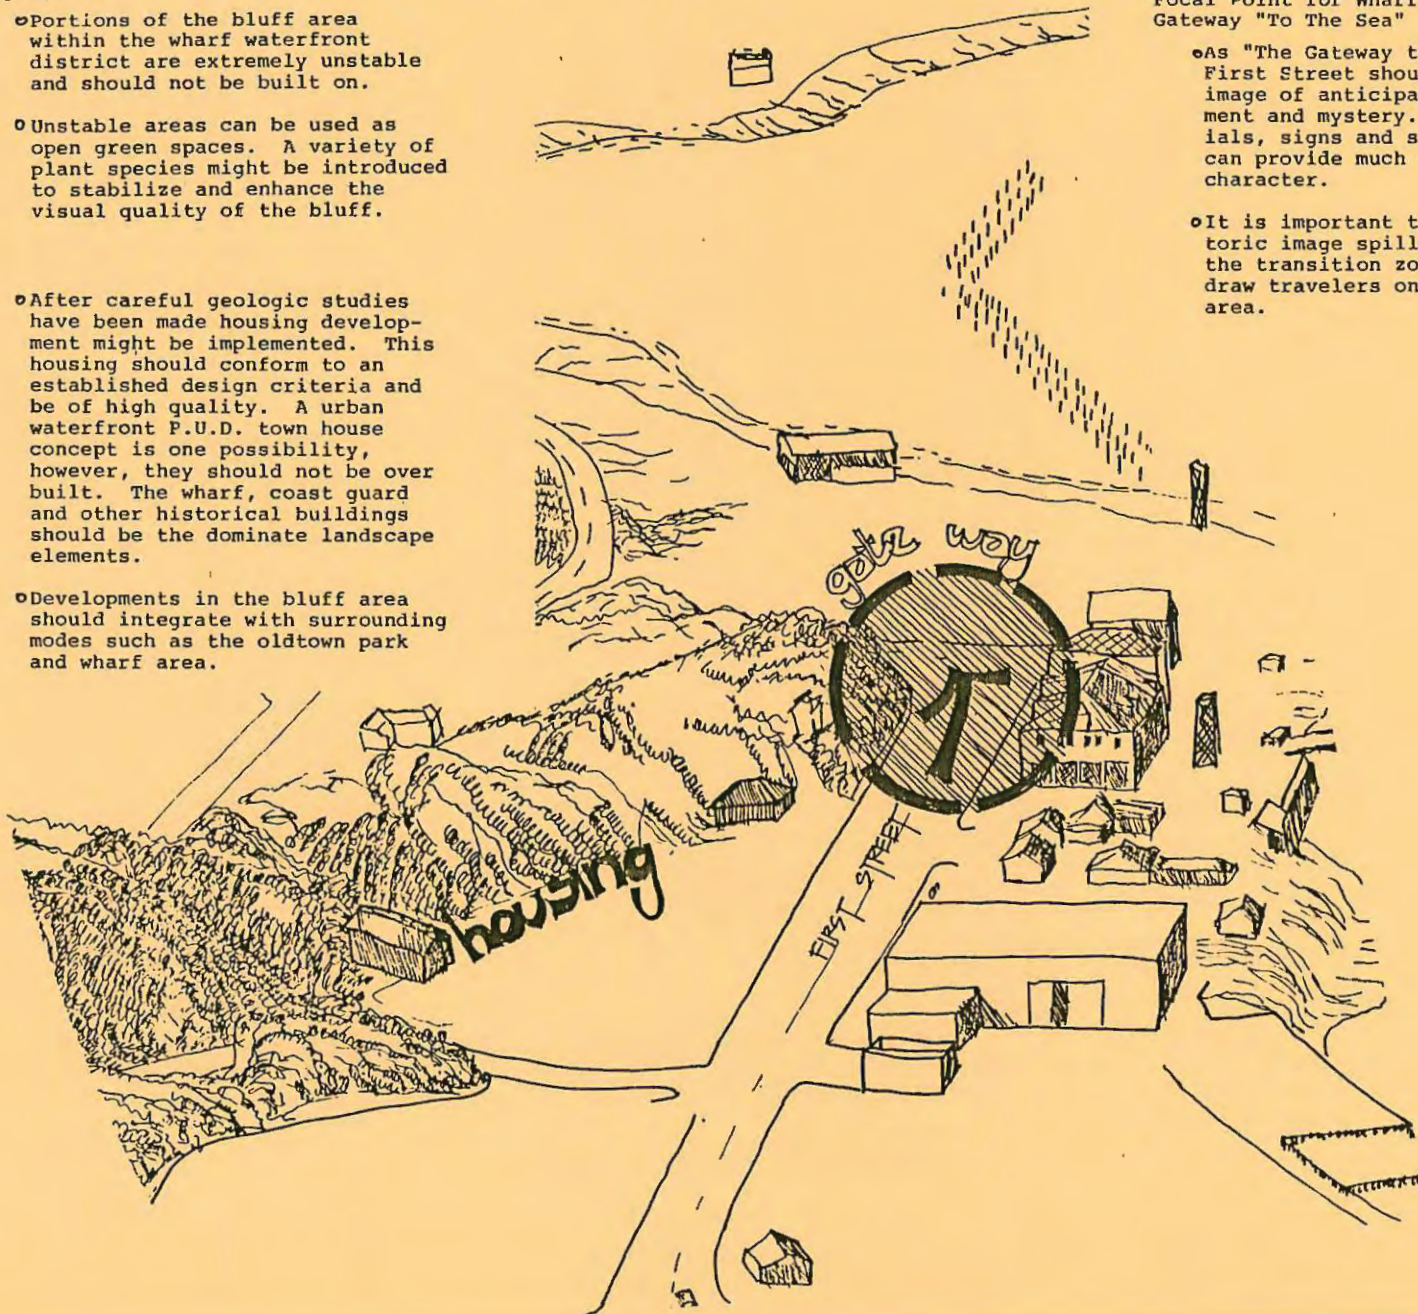 Portions of the bluff area
within the wharf waterfront
district are extremely unstable
and should not be built on.
Unstable areas can be used as
open green spaces. A variety of
plant species might be introduced
to stabilize and enhance the
visual quality of the bluff.
After careful geologic studies
have been made housing develop-
ment might be implemented. This
housing should conform to an
established design criteria and
be of high quality. A urban
waterfront P.U.D. town house
concept is one possibility,
however, they should not be over
built. The wharf, coast guard
and other historical buildings
should be the dominate landscape
elements.
Developments in the bluff area
should integrate with surrounding
modes such as the oldtown park
and wharf area.
Focal Point for Wharf
Gateway "To The Sea"
As "The Gateway t
First Street shou
image of anticipa
ment and mystery.
ials, signs and s
can provide much
character.
It is important t
toric image spill
the transition zo
draw travelers on
area.
gate way
T
housing
FIRST STREET